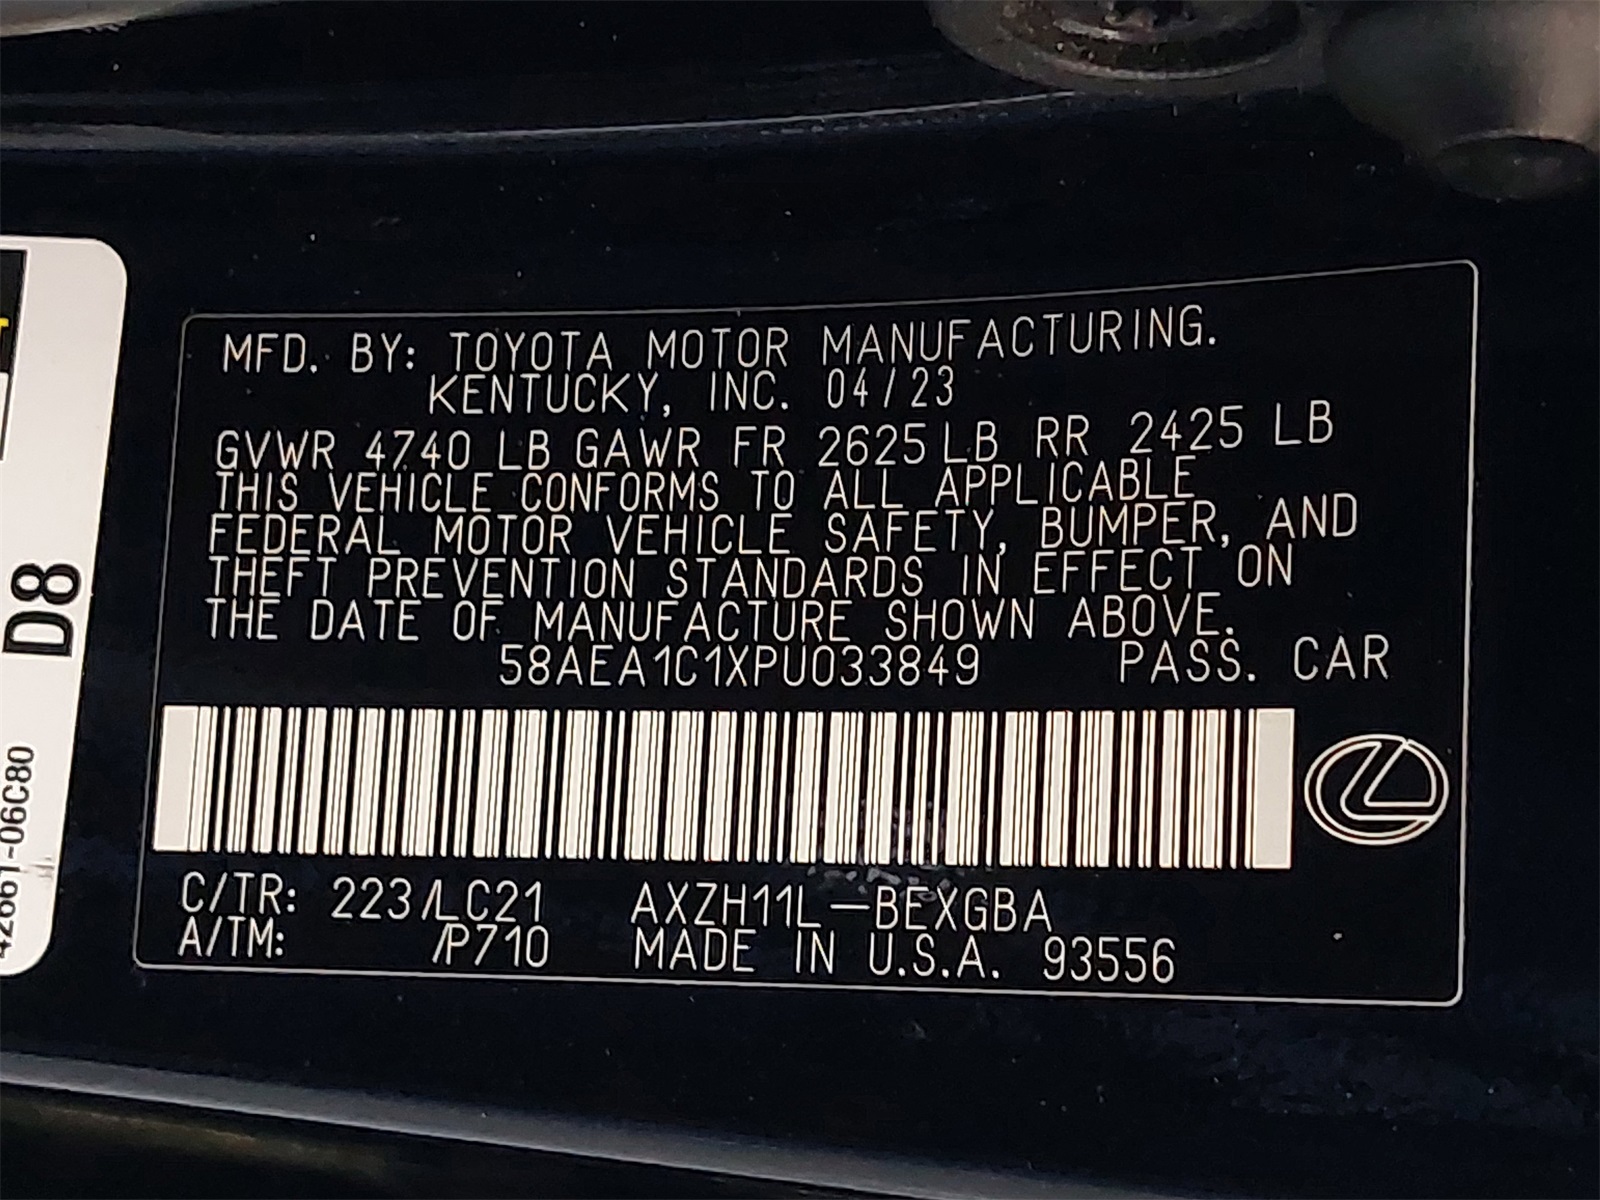 MFD. BY: TOYOTA MOTOR MANUFACTURING.
KENTUCKY, INC. 04/23
GVWR 4740 LB GAWR FR 2625 LB RR 2425 LB
THIS VEHICLE CONFORMS TO ALL APPLICABLE
FEDERAL MOTOR VEHICLE SAFETY, BUMPER, AND
THEFT PREVENTION STANDARDS IN EFFECT ON
THE DATE OF MANUFACTURE SHOWN ABOVE.
58AEA1C1XPU033849 PASS. CAR
C/TR: 223/LC21 AXZH11L-BEXGBA
A/TM: /P710 MADE IN U.S.A. 93556
D8
42661-06C80